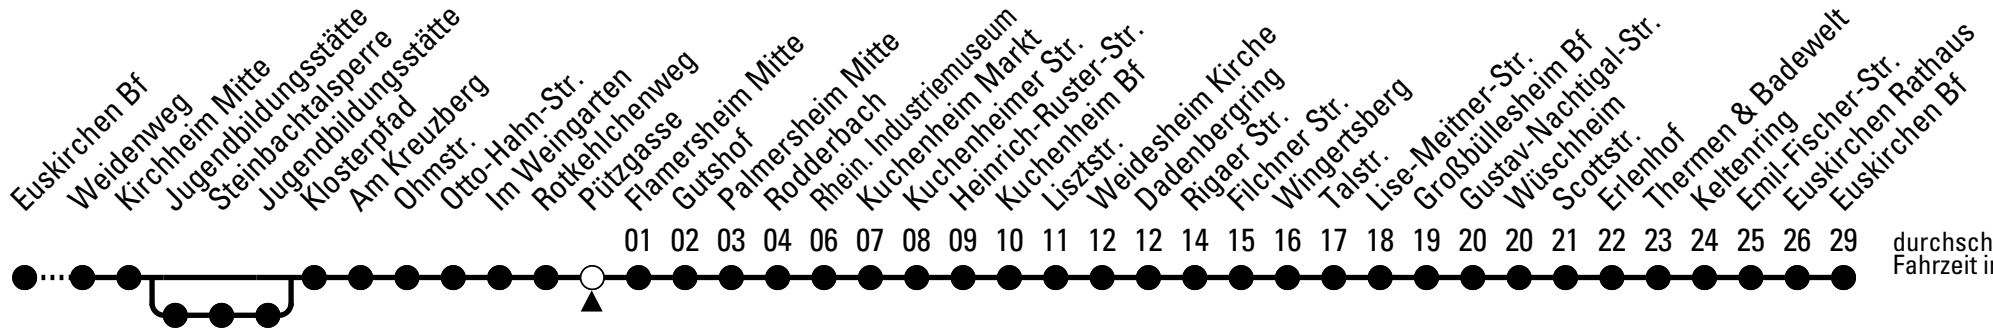 Euskirchen Bf
Weidenweg
Kirchheim Mitte
Jugendbildungsstätte
Steinbachtalsperre
Jugendbildungsstätte
Klosterpfad
Am Kreuzberg
Ohmstr.
Otto-Hahn-Str.
Im Weingarten
Rotkehlchenweg
Pützgasse
Flamersheim Mitte
Gutshof
Palmersheim Mitte
Rodderbach
Rhein. Industriemuseum
Kuchenheim Markt
Kuchenheimer Str.
Heinrich-Ruster-Str.
Kuchenheim Bf
Lisztstr.
Weidesheim Kirche
Dadenbergring
Rigaer Str.
Filchner Str.
Wingertsberg
Talstr.
Lise-Meitner-Str.
Großbüllesheim Bf
Gustav-Nachtigal-Str.
Wüschheim
Scottstr.
Erlenhof
Thermen & Badewelt
Keltenring
Emil-Fischer-Str.
Euskirchen Rathaus
Euskirchen Bf
01 02 03 04 06 07 08 09 10 11 12 12 14 15 16 17 18 19 20 20 21 22 23 24 25 26 29
durchsch
Fahrzeit i